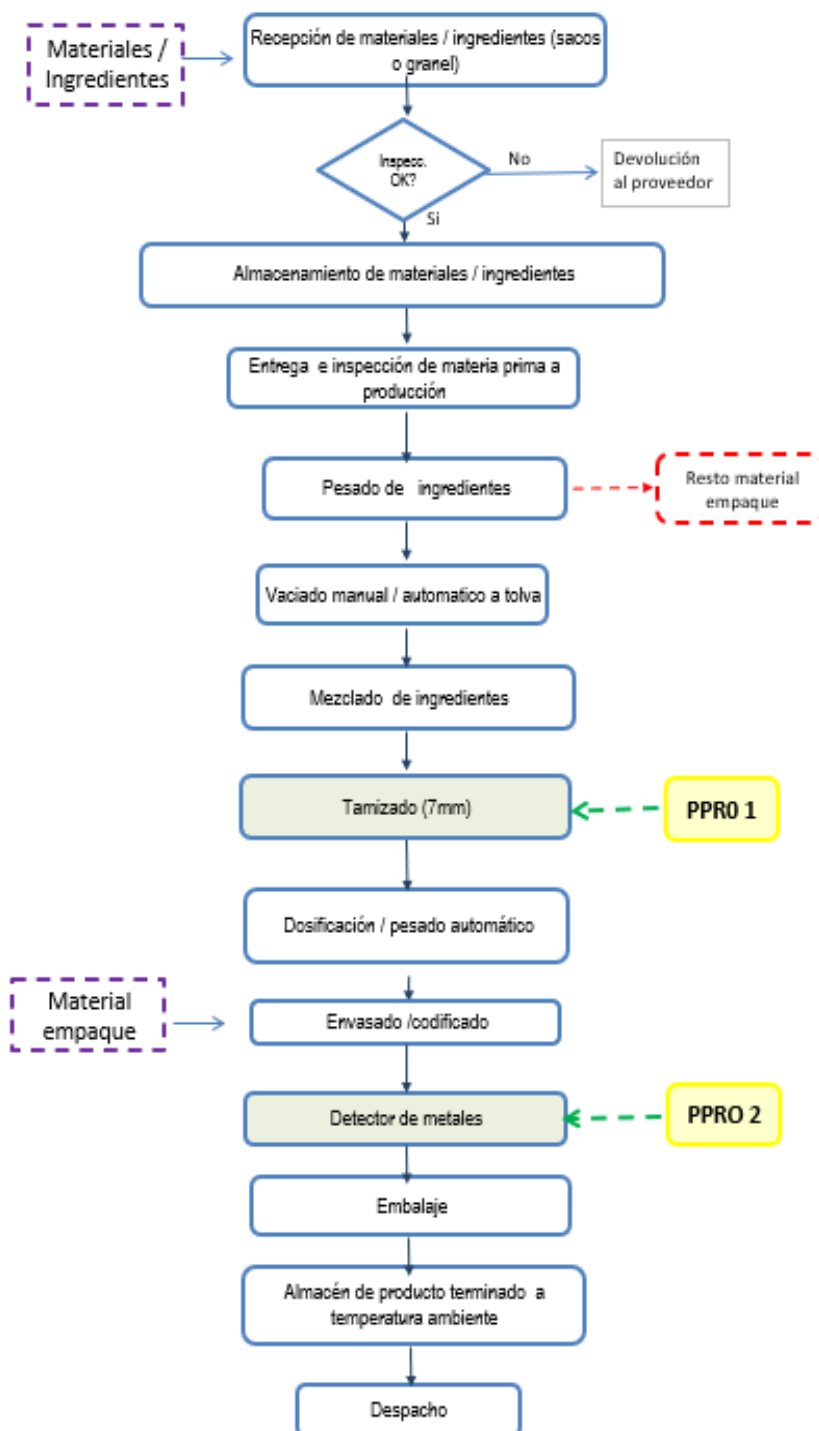 Materiales /
Ingredientes
Recepción de materiales / ingredientes (sacos
o granel)
Inspecc.
OK?
No
Devolución
al proveedor
Si
Almacenamiento de materiales / ingredientes
Entrega e inspección de materia prima a
producción
Pesado de ingredientes
Resto material
empaque
Vaciado manual / automatico a tolva
Mezclado de ingredientes
Tamizado (7mm)
PPR0 1
Dosificación / pesado automático
Material
empaque
Envasado /codificado
Detector de metales
PPRO 2
Embalaje
Almacén de producto terminado a
temperatura ambiente
Despacho